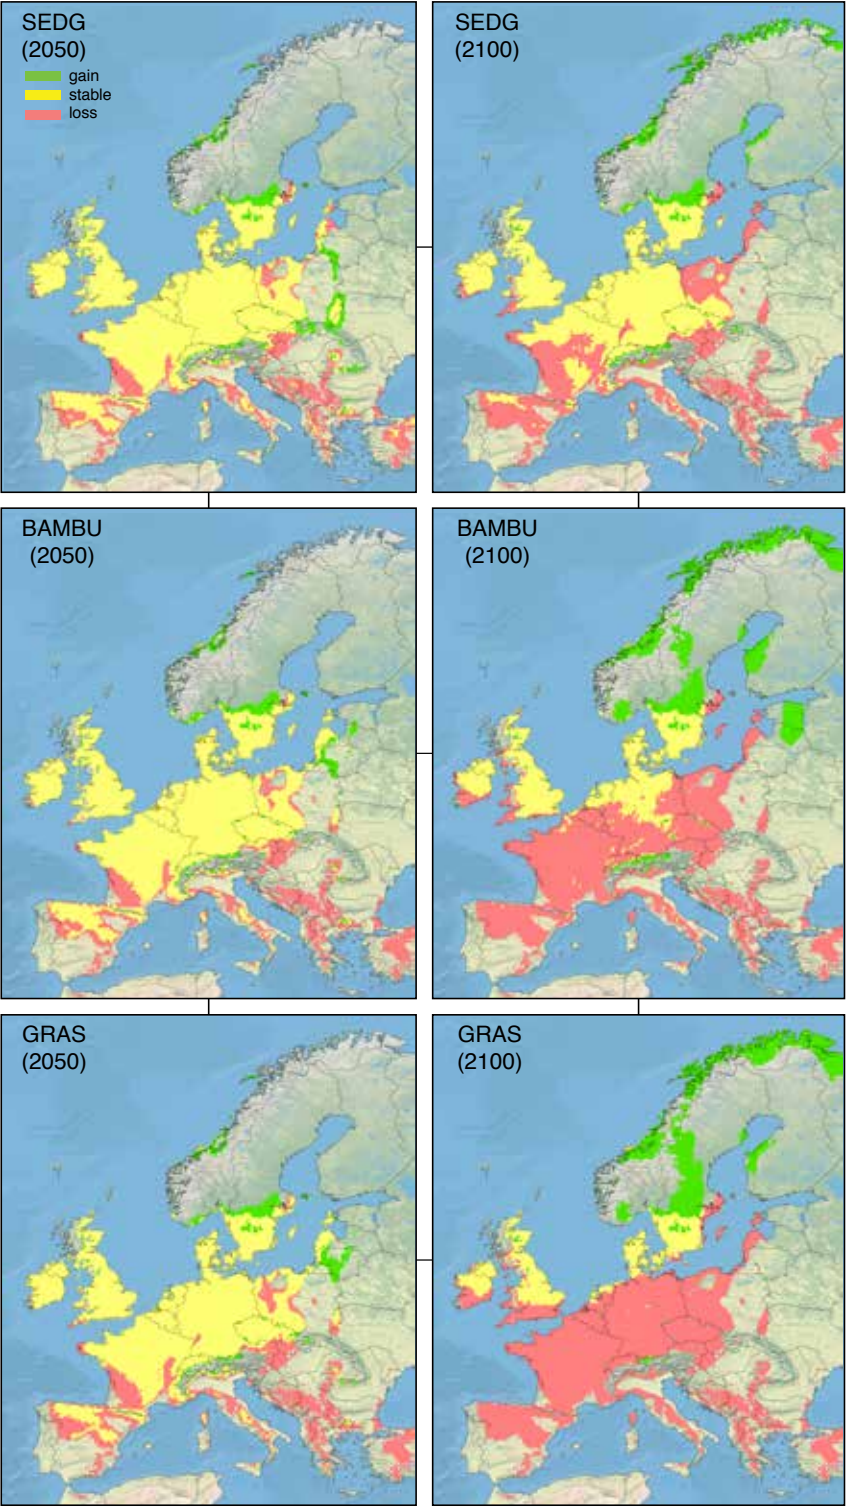 SEDG
(2050)
gain
stable
loss
SEDG
(2100)
BAMBU
(2050)
BAMBU
(2100)
GRAS
(2050)
GRAS
(2100)